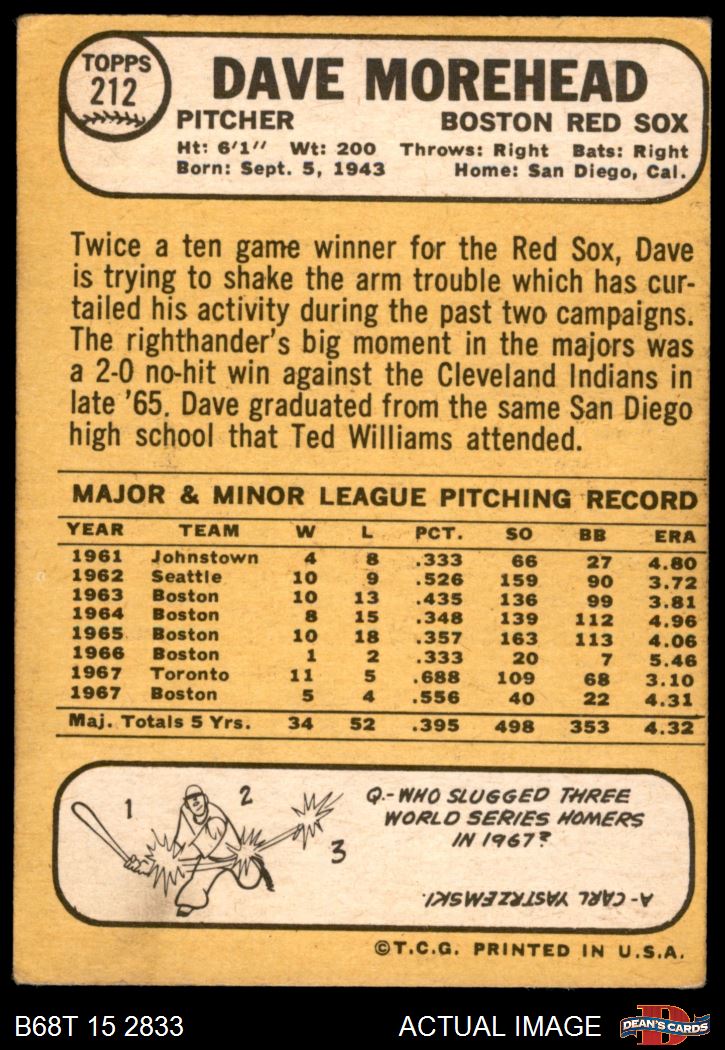 TOPPS
212
DAVE MOREHEAD
PITCHER BOSTON RED SOX
Ht: 6'1" Wt: 200 Throws: Right Bats: Right
Born: Sept. 5, 1943 Home: San Diego, Cal.
Twice a ten game winner for the Red Sox, Dave
is trying to shake the arm trouble which has cur-
tailed his activity during the past two campaigns.
The righthander's big moment in the majors was
a 2-0 no-hit win against the Cleveland Indians in
late '65. Dave graduated from the same San Diego
high school that Ted Williams attended.
MAJOR & MINOR LEAGUE PITCHING RECORD
YEAR TEAM W L PCT. SO BB ERA
1961 Johnstown 4 8 .333 66 27 4.80
1962 Seattle 10 9 .526 159 90 3.72
1963 Boston 10 13 .435 136 99 3.81
1964 Boston 8 15 .348 139 112 4.96
1965 Boston 10 18 .357 163 113 4.06
1966 Boston 1 2 .333 20 7 5.46
1967 Toronto 11 5 .688 109 68 3.10
1967 Boston 5 4 .556 40 22 4.31
Maj. Totals 5 Yrs. 34 52 .395 498 353 4.32
1 2 3
Q.-WHO SLUGGED THREE
WORLD SERIES HOMERS
IN 1967?
A-CARL YASTRZEMSKI.
©T.C.G. PRINTED IN U.S.A.
B68T 15 2833 ACTUAL IMAGE
D
DEAN'S CARDS